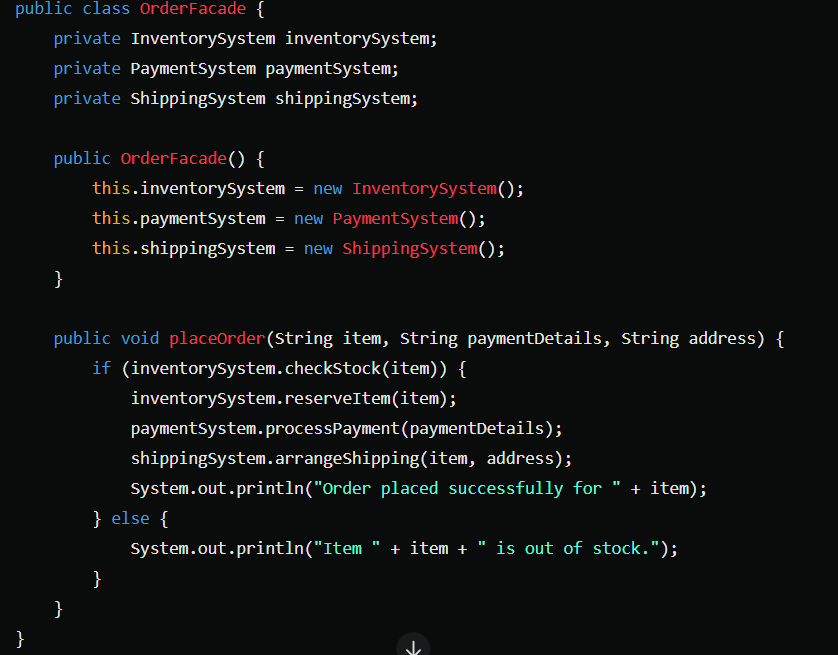 public class OrderFacade {
    private InventorySystem inventorySystem;
    private PaymentSystem paymentSystem;
    private ShippingSystem shippingSystem;

    public OrderFacade() {
        this.inventorySystem = new InventorySystem();
        this.paymentSystem = new PaymentSystem();
        this.shippingSystem = new ShippingSystem();
    }

    public void placeOrder(String item, String paymentDetails, String address) {
        if (inventorySystem.checkStock(item)) {
            inventorySystem.reserveItem(item);
            paymentSystem.processPayment(paymentDetails);
            shippingSystem.arrangeShipping(item, address);
            System.out.println("Order placed successfully for " + item);
        } else {
            System.out.println("Item " + item + " is out of stock.");
        }
    }
}